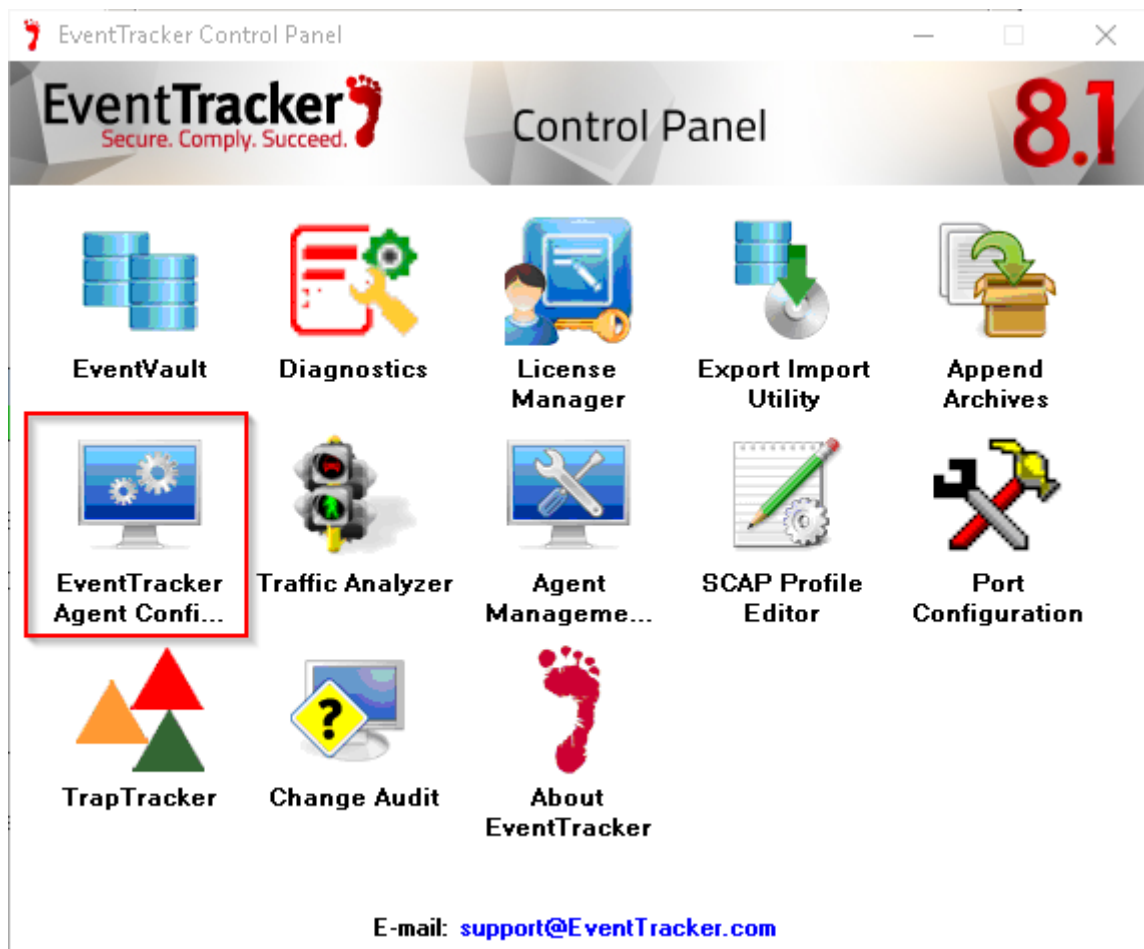 EventTracker Control Panel
EventTracker
Secure. Comply. Succeed.
Control Panel
8.1
EventVault
Diagnostics
License
Manager
Export Import
Utility
Append
Archives
EventTracker
Agent Confi...
Traffic Analyzer
Agent
Manageme...
SCAP Profile
Editor
Port
Configuration
TrapTracker
Change Audit
?
About
EventTracker
E-mail: support@EventTracker.com